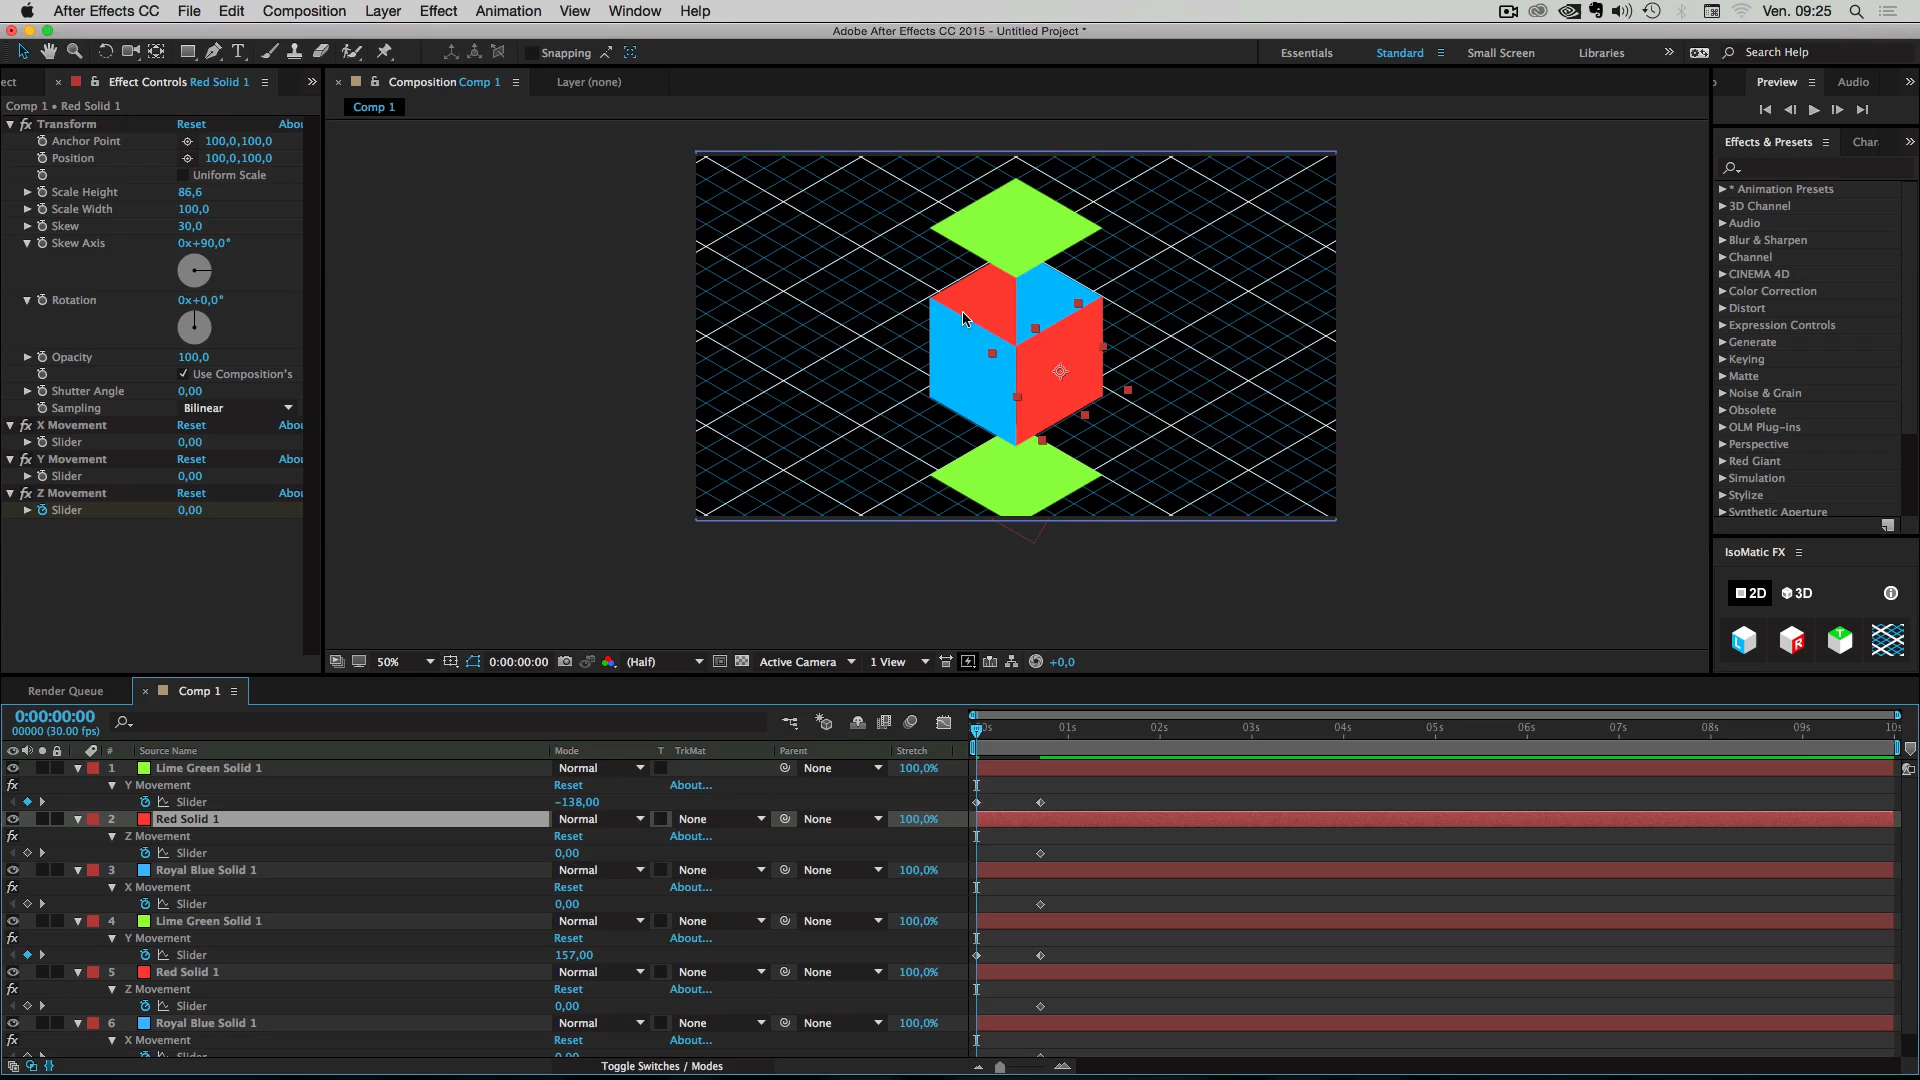 After Effects CC File Edit Composition Layer Effect Animation View Window Help Ven. 09:25
Adobe After Effects CC 2015 - Untitled Project *
Snapping Essentials Standard Small Screen Libraries Search Help
ect Effect Controls Red Solid 1 Composition Comp 1 Layer (none) Preview Audio
Comp 1 • Red Solid 1 Comp 1
Transform Reset Abou
Anchor Point 100,0,100,0
Position 100,0,100,0
Uniform Scale
Scale Height 86,6
Scale Width 100,0
Skew 30,0
Skew Axis 0x+90,0°
Rotation 0x+0,0°
Opacity 100,0
Use Composition's
Shutter Angle 0,00
Sampling Bilinear
X Movement Reset Abou
Slider 0,00
Y Movement Reset Abou
Slider 0,00
Z Movement Reset Abou
Slider 0,00
Effects & Presets Char
* Animation Presets
3D Channel
Audio
Blur & Sharpen
Channel
CINEMA 4D
Color Correction
Distort
Expression Controls
Generate
Keying
Matte
Noise & Grain
Obsolete
OLM Plug-ins
Perspective
Red Giant
Simulation
Stylize
Synthetic Aperture
IsoMatic FX
2D 3D
L R T
50% 0:00:00:00 (Half) Active Camera 1 View +0,0
Render Queue Comp 1
0:00:00:00
00000 (30.00 fps)
01s 02s 03s 04s 05s 06s 07s 08s 09s 10s
# Source Name Mode T TrkMat Parent Stretch
1 Lime Green Solid 1 Normal None 100,0%
Y Movement Reset About...
Slider -138,00
2 Red Solid 1 Normal None None 100,0%
Z Movement Reset About...
Slider 0,00
3 Royal Blue Solid 1 Normal None None 100,0%
X Movement Reset About...
Slider 0,00
4 Lime Green Solid 1 Normal None None 100,0%
Y Movement Reset About...
Slider 157,00
5 Red Solid 1 Normal None None 100,0%
Z Movement Reset About...
Slider 0,00
6 Royal Blue Solid 1 Normal None None 100,0%
X Movement Reset About...
Slider 0,00
Toggle Switches / Modes